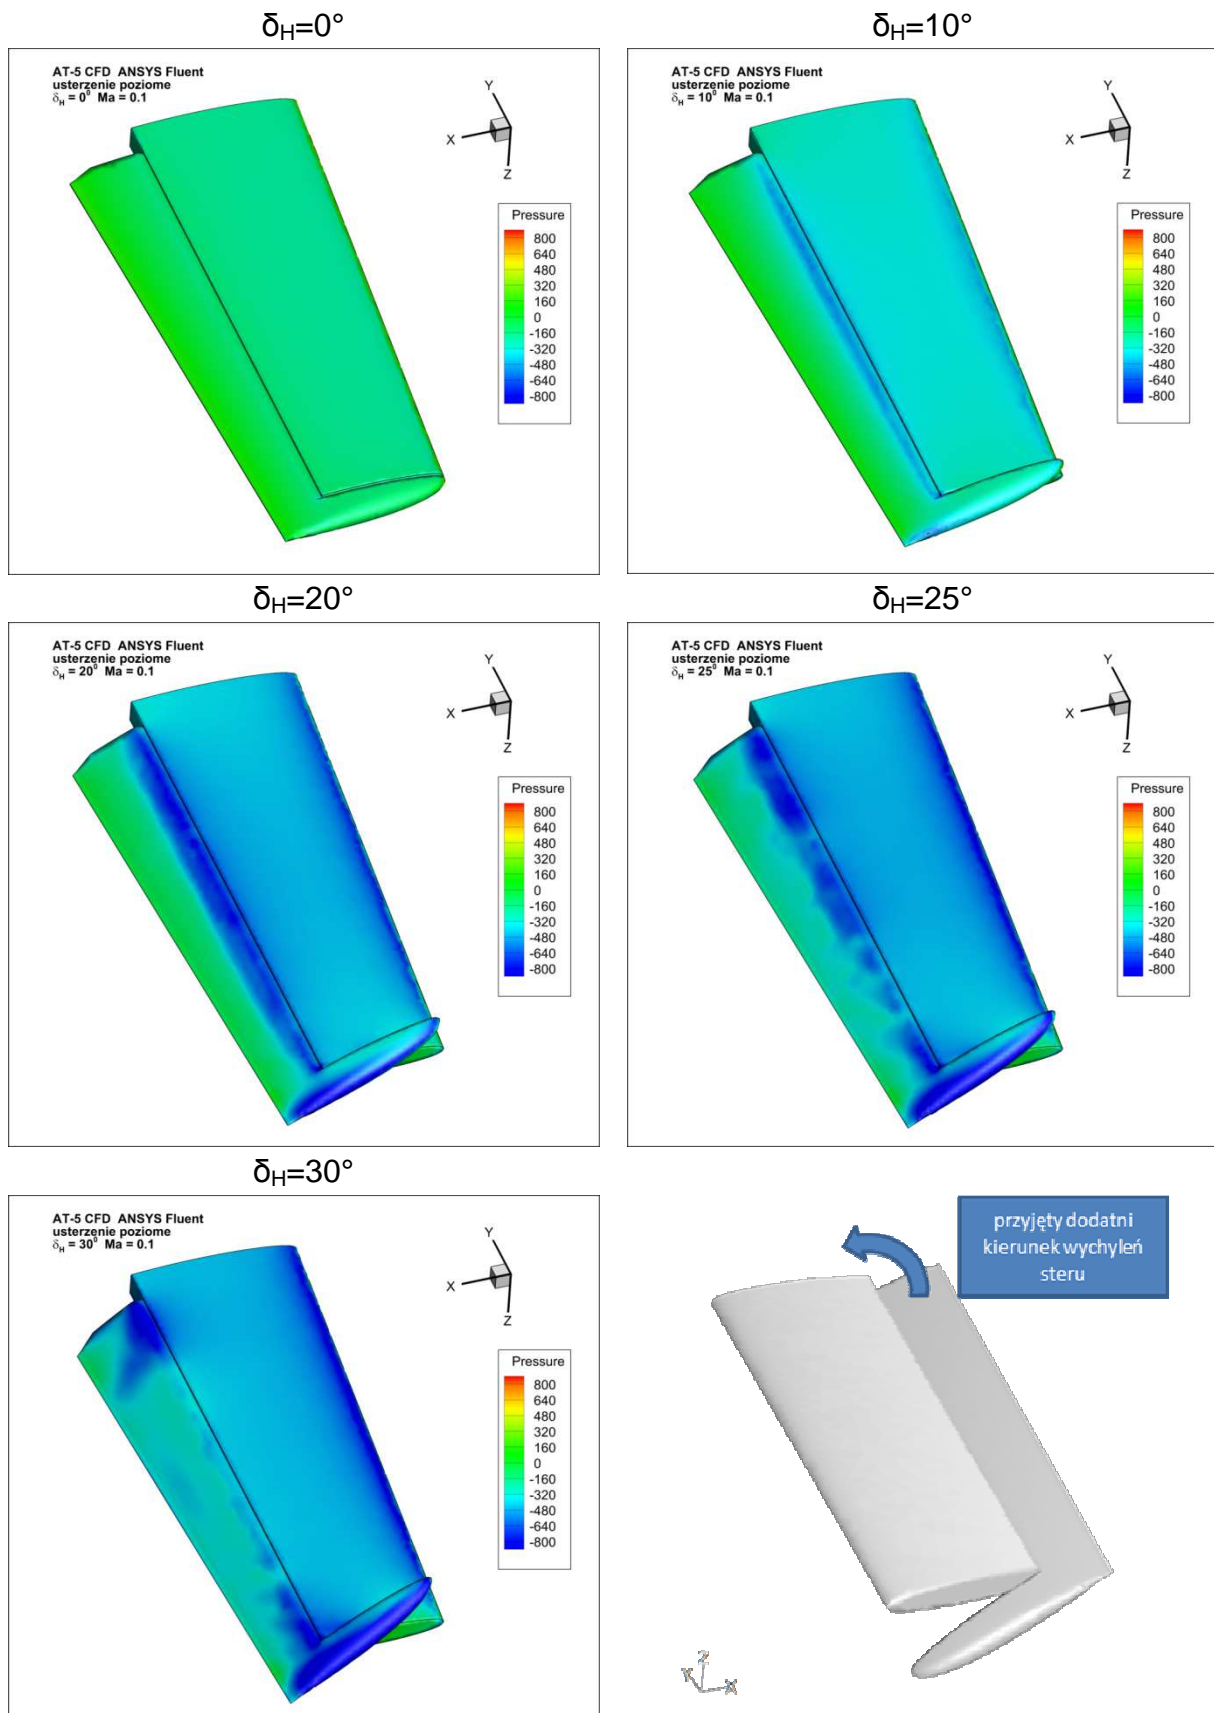 δH=0°
AT-5 CFD ANSYS Fluent
usterzenie poziome
δH = 0⁰ Ma = 0.1
Y
X
Z
Pressure
800
640
480
320
160
0
-160
-320
-480
-640
-800
δH=10°
AT-5 CFD ANSYS Fluent
usterzenie poziome
δH = 10⁰ Ma = 0.1
Y
X
Z
Pressure
800
640
480
320
160
0
-160
-320
-480
-640
-800
δH=20°
AT-5 CFD ANSYS Fluent
usterzenie poziome
δH = 20⁰ Ma = 0.1
Y
X
Z
Pressure
800
640
480
320
160
0
-160
-320
-480
-640
-800
δH=25°
AT-5 CFD ANSYS Fluent
usterzenie poziome
δH = 25⁰ Ma = 0.1
Y
X
Z
Pressure
800
640
480
320
160
0
-160
-320
-480
-640
-800
δH=30°
AT-5 CFD ANSYS Fluent
usterzenie poziome
δH = 30⁰ Ma = 0.1
Y
X
Z
Pressure
800
640
480
320
160
0
-160
-320
-480
-640
-800
przyjęty dodatni
kierunek wychyleń
steru
Z
Y
X